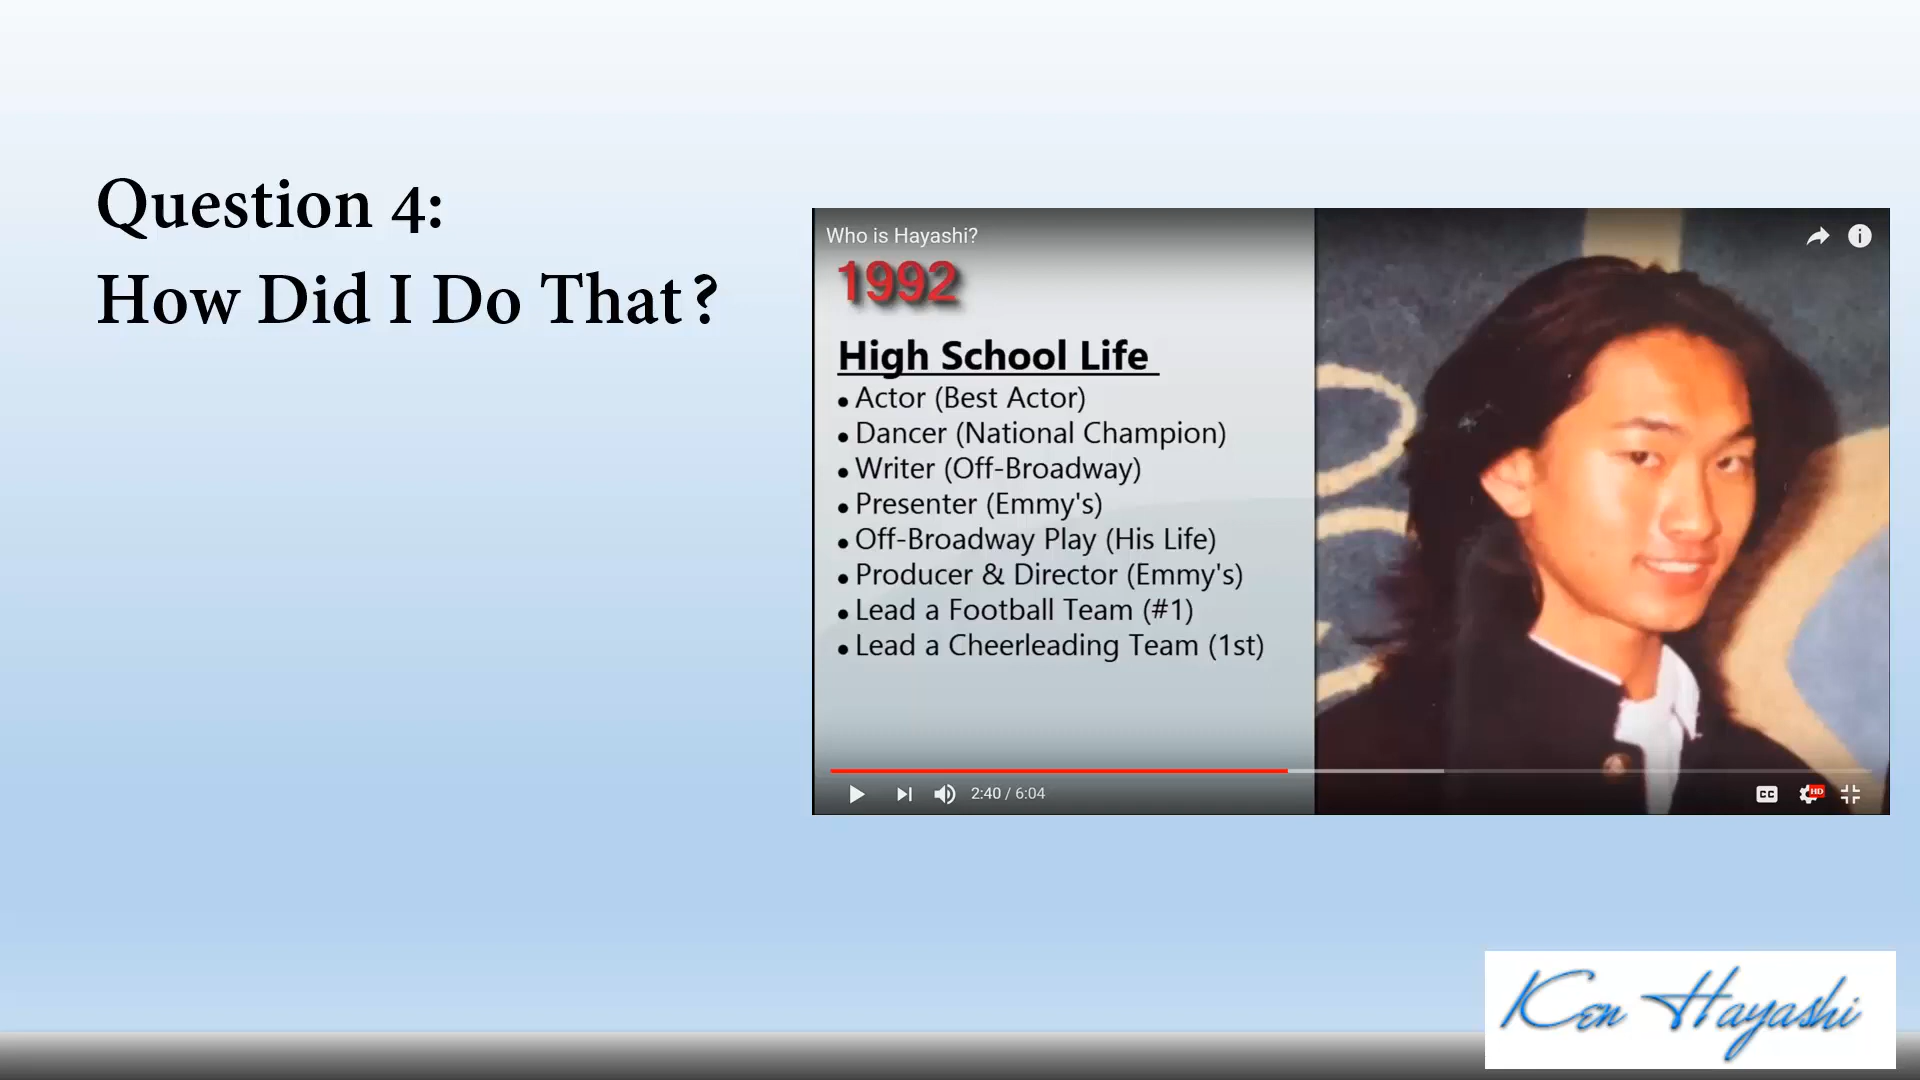 Question 4:
How Did I Do That?
Who is Hayashi?
1992
High School Life
• Actor (Best Actor)
• Dancer (National Champion)
• Writer (Off-Broadway)
• Presenter (Emmy's)
• Off-Broadway Play (His Life)
• Producer & Director (Emmy's)
• Lead a Football Team (#1)
• Lead a Cheerleading Team (1st)
2:40 / 6:04
CC
HD
Ken Hayashi